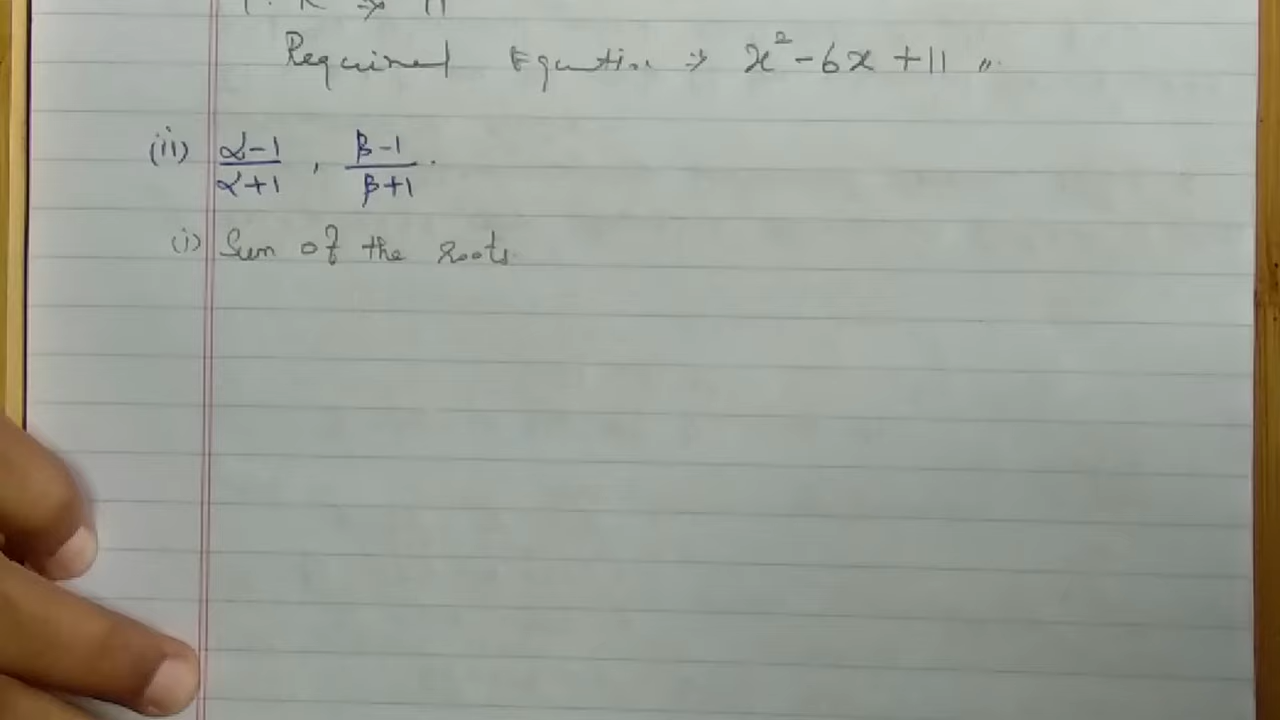 Required Equation → x² - 6x + 11 〃
(ii) α-1/α+1 , β-1/β+1 .
(i) Sum of the roots